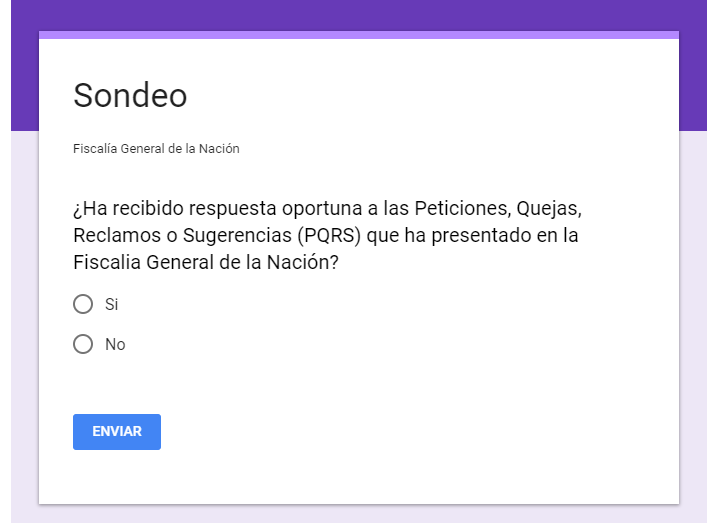 Sondeo
Fiscalía General de la Nación
¿Ha recibido respuesta oportuna a las Peticiones, Quejas,
Reclamos o Sugerencias (PQRS) que ha presentado en la
Fiscalia General de la Nación?
Si
No
ENVIAR